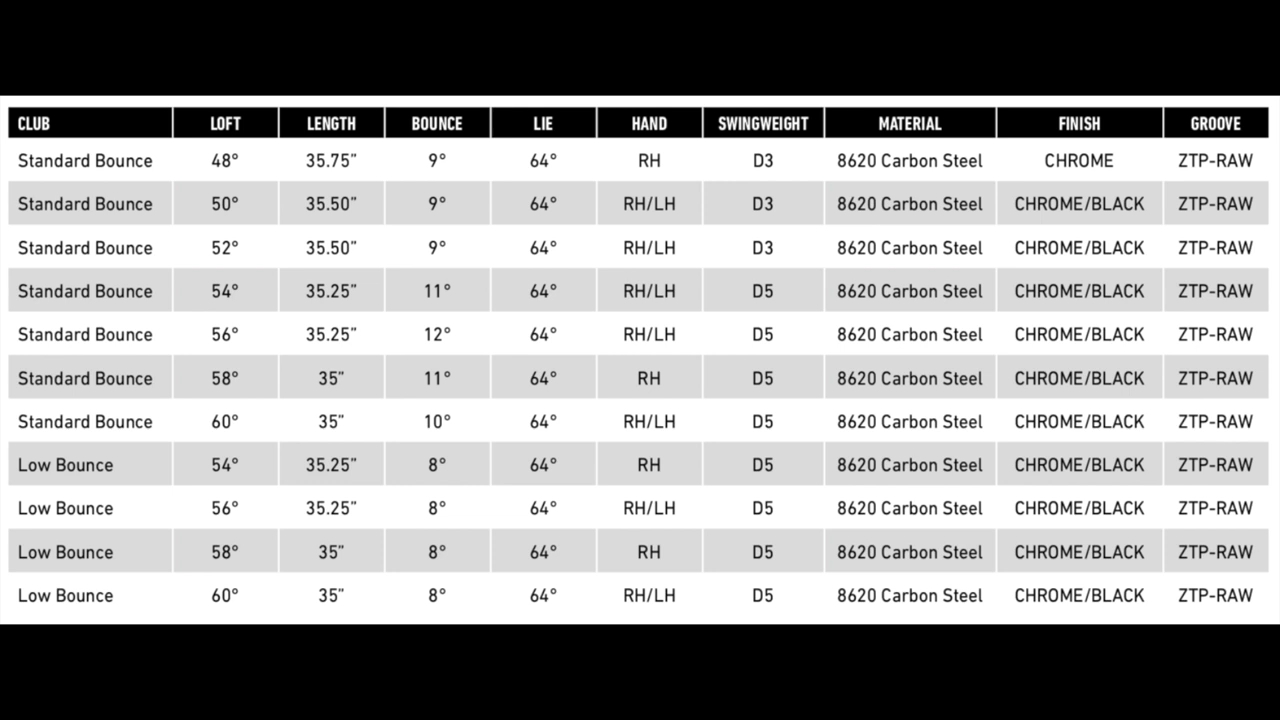 CLUB LOFT LENGTH BOUNCE LIE HAND SWINGWEIGHT MATERIAL FINISH GROOVE
Standard Bounce 48° 35.75” 9° 64° RH D3 8620 Carbon Steel CHROME ZTP-RAW
Standard Bounce 50° 35.50” 9° 64° RH/LH D3 8620 Carbon Steel CHROME/BLACK ZTP-RAW
Standard Bounce 52° 35.50” 9° 64° RH/LH D3 8620 Carbon Steel CHROME/BLACK ZTP-RAW
Standard Bounce 54° 35.25” 11° 64° RH/LH D5 8620 Carbon Steel CHROME/BLACK ZTP-RAW
Standard Bounce 56° 35.25” 12° 64° RH/LH D5 8620 Carbon Steel CHROME/BLACK ZTP-RAW
Standard Bounce 58° 35” 11° 64° RH D5 8620 Carbon Steel CHROME/BLACK ZTP-RAW
Standard Bounce 60° 35” 10° 64° RH/LH D5 8620 Carbon Steel CHROME/BLACK ZTP-RAW
Low Bounce 54° 35.25” 8° 64° RH D5 8620 Carbon Steel CHROME/BLACK ZTP-RAW
Low Bounce 56° 35.25” 8° 64° RH/LH D5 8620 Carbon Steel CHROME/BLACK ZTP-RAW
Low Bounce 58° 35” 8° 64° RH D5 8620 Carbon Steel CHROME/BLACK ZTP-RAW
Low Bounce 60° 35” 8° 64° RH/LH D5 8620 Carbon Steel CHROME/BLACK ZTP-RAW